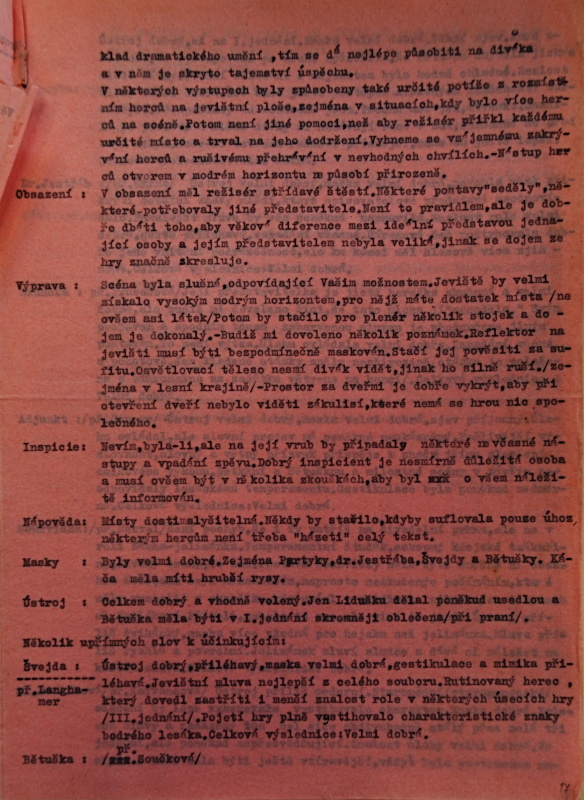 klad dramatického umění ,tím se dá nejlépe působiti na diváka
a v něm je skryto tajemství úspěchu.
V některých výstupech byly způsobeny také určité potíže z rozmístě-
ním herců na jevištní ploše,zejména v situacích,kdy bylo více her-
ců na scéně.Potom není jiné pomoci,než aby režisér přiřkl každému
určité místo a trval na jeho dodržení.Vyhneme se vzájemnému zakrý-
vání herců a rušivému přehrávání v nevhodných chvílích.-Nástup her
ců otvorem v modrém horizontu nepůsobí přirozeně.
Obsazení : V obsazení měl režisér střídavé štěstí.Některé postavy"seděly",ně-
které-potřebovaly jiné představitele.Není to pravidlem,ale je dob-
ře dbáti toho,aby věková diference mezi ideální představou jedna-
jící osoby a jejím představitelem nebyla veliká,jinak se dojem ze
hry značně skresluje.
Výprava : Scéna byla slušná,odpovídající Vašim možnostem.Jeviště by velmi
získalo vysokým modrým horizontem,pro nějž máte dostatek místa /ne
ovšem asi látek/Potom by stačilo pro plenér několik stojek a do-
jem je dokonalý.-Budiž mi dovoleno několik poznámek.Reflektor na
jevišti musí býti bezpodmínečně maskován.Stačí jej pověsiti za su-
fitu.Osvětlovací těleso nesmí divák vidět,jinak ho silně ruší./ze-
jména v lesní krajině/-Prostor za dveřmi je dobře vykrýt,aby při
otevření dveří nebylo viděti zákulisí,které nemá se hrou nic spo-
lečného.
Inspicie: Nevím,byla-li,ale na její vrub by připadaly některé nevčasné ná-
stupy a vpadání zpěvu.Dobrý inspicient je nesmírně důležitá osoba
a musí ovšem být v několika zkouškách,aby byl xxx o všem náleži-
tě informován.
Nápověda: Místy dosti slyčitelná.Někdy by stačilo,kdyby suflovala pouze úhoz,
některým hercům není třeba "házeti" celý text.
Masky : Byly velmi dobré.Zejména Partyky,dr.Jestřába,Švejdy a Bětušky. Ká-
ča měla míti hrubší rysy.
Ústroj : Celkem dobrý a vhodně volený.Jen Lidušku dělal poněkud usedlou a
Bětuška měla býti v I.jednání skromněji oblečena/při praní/.
Několik upřímných slov k účinkujícím:
Švejda : Ústroj dobrý,přiléhavý,maska velmi dobrá,gestikulace a mimika při-
př.Langha- léhavá.Jevištní mluva nejlepší z celého souboru.Rutinovaný herec ,
mer který dovedl zastříti i menší znalost role v některých úsecích hry
/III.jednání/.Pojetí hry plně vystihovalo charakteristické znaky
bodrého lesáka.Celková výslednice:Velmi dobrá.
př.
Bětuška : /xxx.Součková/
17